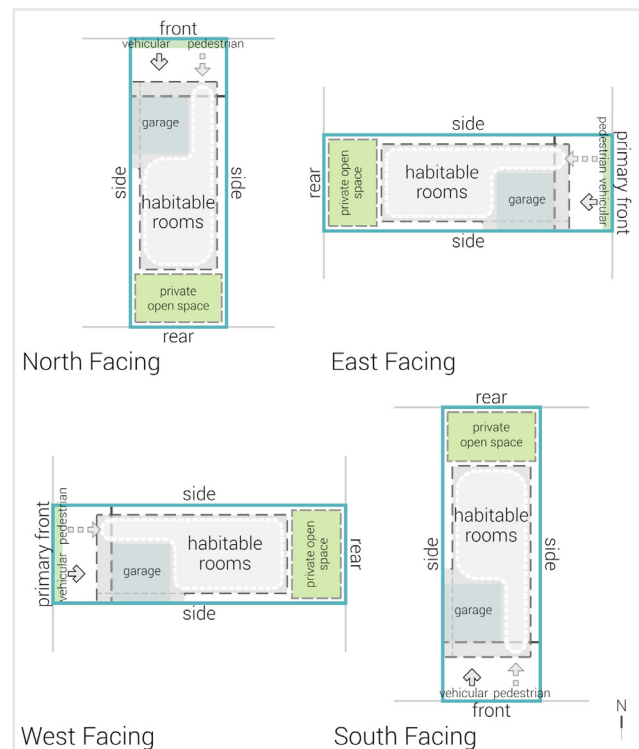 front
vehicular
pedestrian
garage
side
side
habitable
rooms
private
open space
rear
North Facing
side
rear
private open
space
habitable
rooms
garage
pedestrian
vehicular
primary front
side
East Facing
side
primary front
pedestrian
vehicular
garage
habitable
rooms
private open
space
rear
side
West Facing
rear
private
open space
habitable
rooms
side
side
garage
vehicular
pedestrian
front
South Facing
N